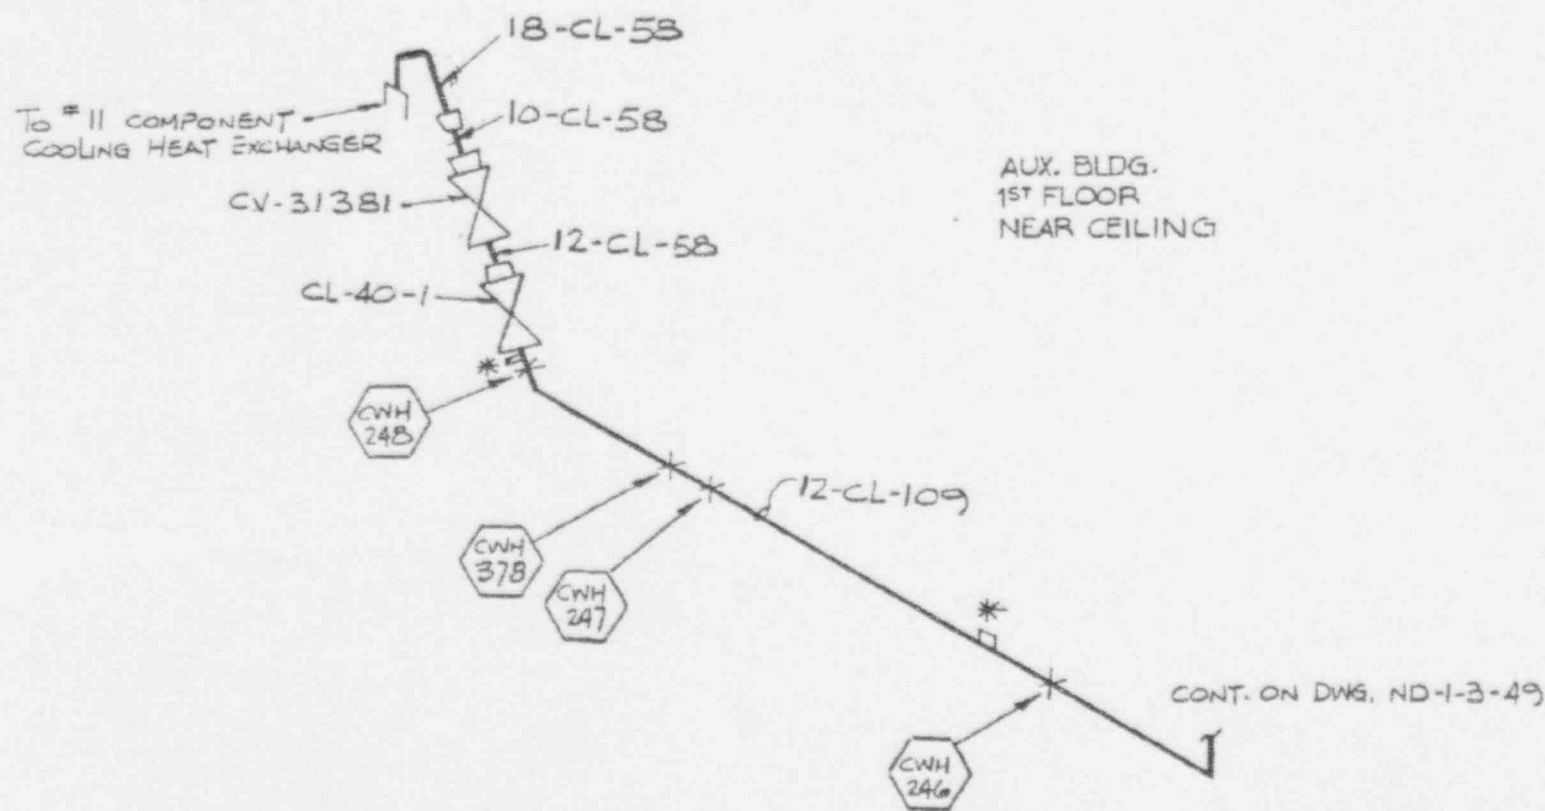 18-CL-58
To #11 COMPONENT
COOLING HEAT EXCHANGER
10-CL-58
AUX. BLDG.
1ST FLOOR
NEAR CEILING
CV-31381
12-CL-58
CL-40-1
*
CWH
248
12-CL-109
CWH
378
CWH
247
*
CONT. ON DWG. ND-1-3-49
CWH
246